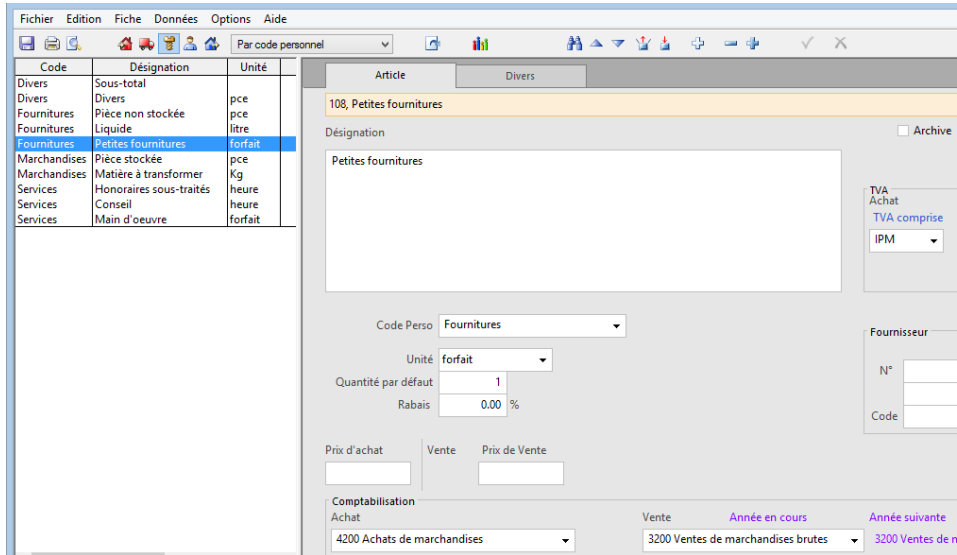 Fichier Edition Fiche Données Options Aide
Par code personnel
Code Désignation Unité
Divers Sous-total
Divers Divers pce
Fournitures Pièce non stockée pce
Fournitures Liquide litre
Fournitures Petites fournitures forfait
Marchandises Pièce stockée pce
Marchandises Matière à transformer Kg
Services Honoraires sous-traités heure
Services Conseil heure
Services Main d'oeuvre forfait
Article Divers
108, Petites fournitures
Désignation
Archive
Petites fournitures
TVA
Achat
TVA comprise
IPM
Code Perso Fournitures
Fournisseur
Unité forfait
N°
Quantité par défaut 1
Rabais 0.00 %
Code
Prix d'achat Vente Prix de Vente
Comptabilisation
Achat Vente Année en cours Année suivante
4200 Achats de marchandises 3200 Ventes de marchandises brutes 3200 Ventes de